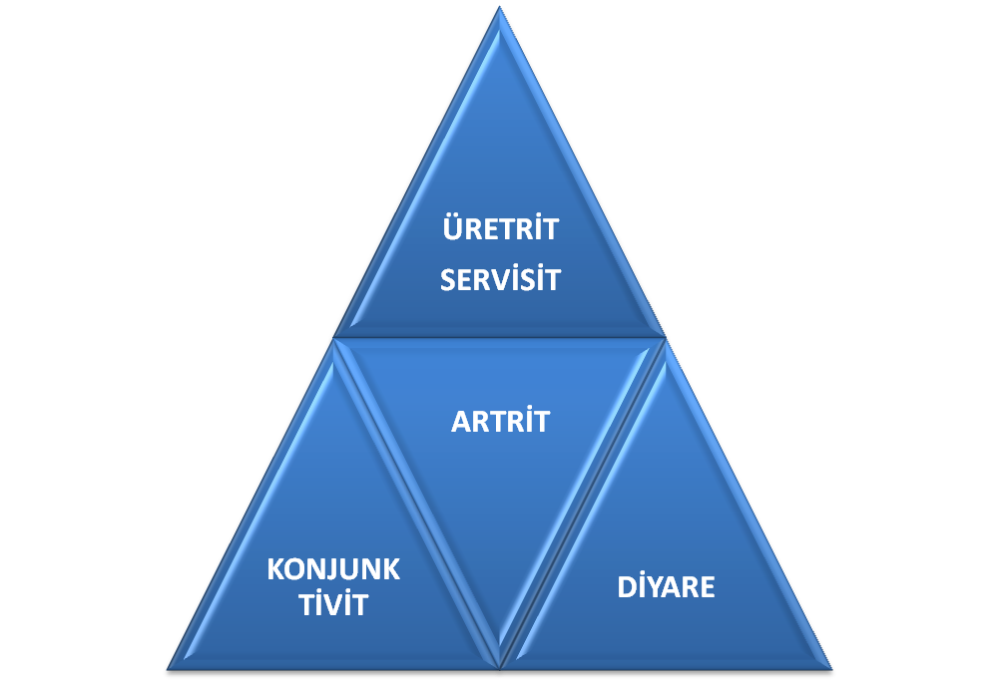 ÜRETRİT
SERVİSİT
ARTRİT
KONJUNK
TİVİT
DİYARE